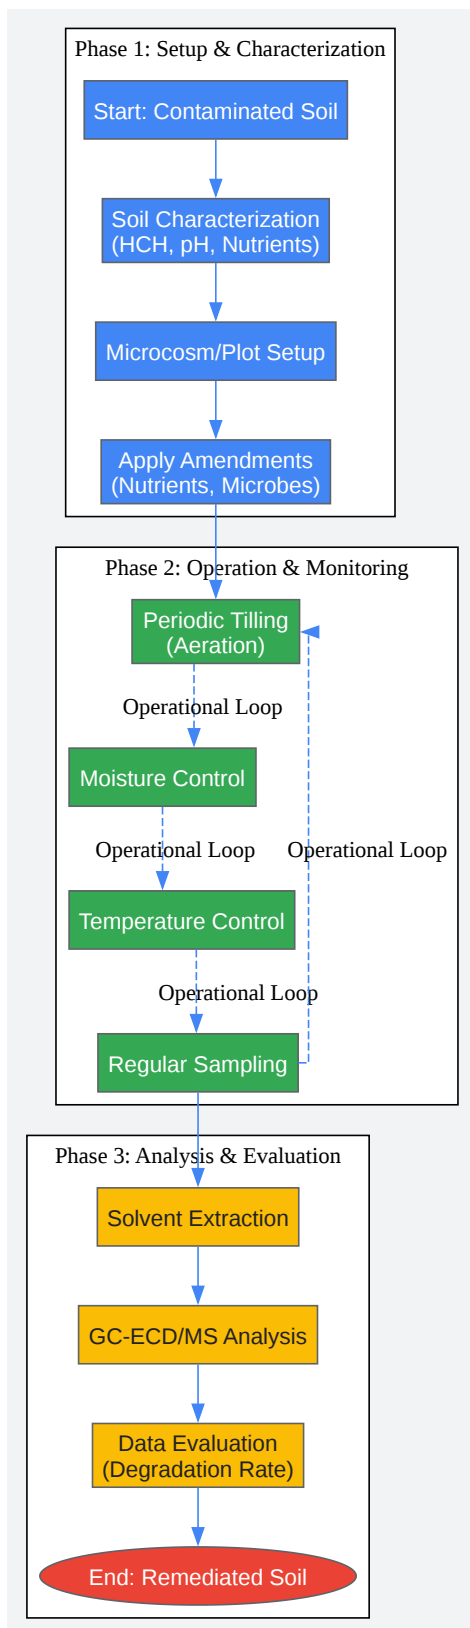 Phase 1: Setup & Characterization
Start: Contaminated Soil
Soil Characterization
(HCH, pH, Nutrients)
Microcosm/Plot Setup
Apply Amendments
(Nutrients, Microbes)
Phase 2: Operation & Monitoring
Periodic Tilling
(Aeration)
Operational Loop
Moisture Control
Operational Loop
Operational Loop
Temperature Control
Operational Loop
Regular Sampling
Phase 3: Analysis & Evaluation
Solvent Extraction
GC-ECD/MS Analysis
Data Evaluation
(Degradation Rate)
End: Remediated Soil